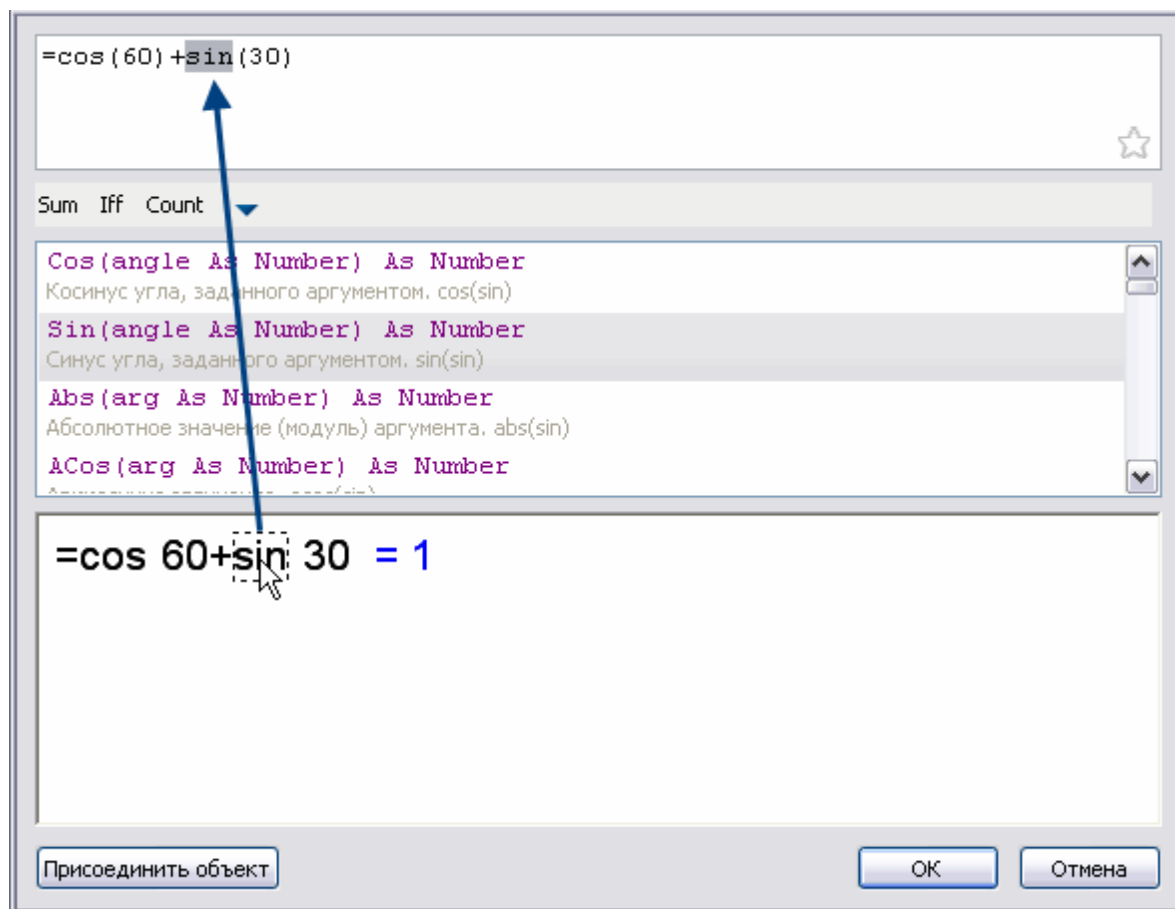 =cos(60)+sin(30)
Sum Iff Count
Cos(angle As Number) As Number
Косинус угла, заданного аргументом. cos(sin)
Sin(angle As Number) As Number
Синус угла, заданного аргументом. sin(sin)
Abs(arg As Number) As Number
Абсолютное значение (модуль) аргумента. abs(sin)
ACos(arg As Number) As Number
=cos 60+sin 30 = 1
Присоединить объект
ОК
Отмена